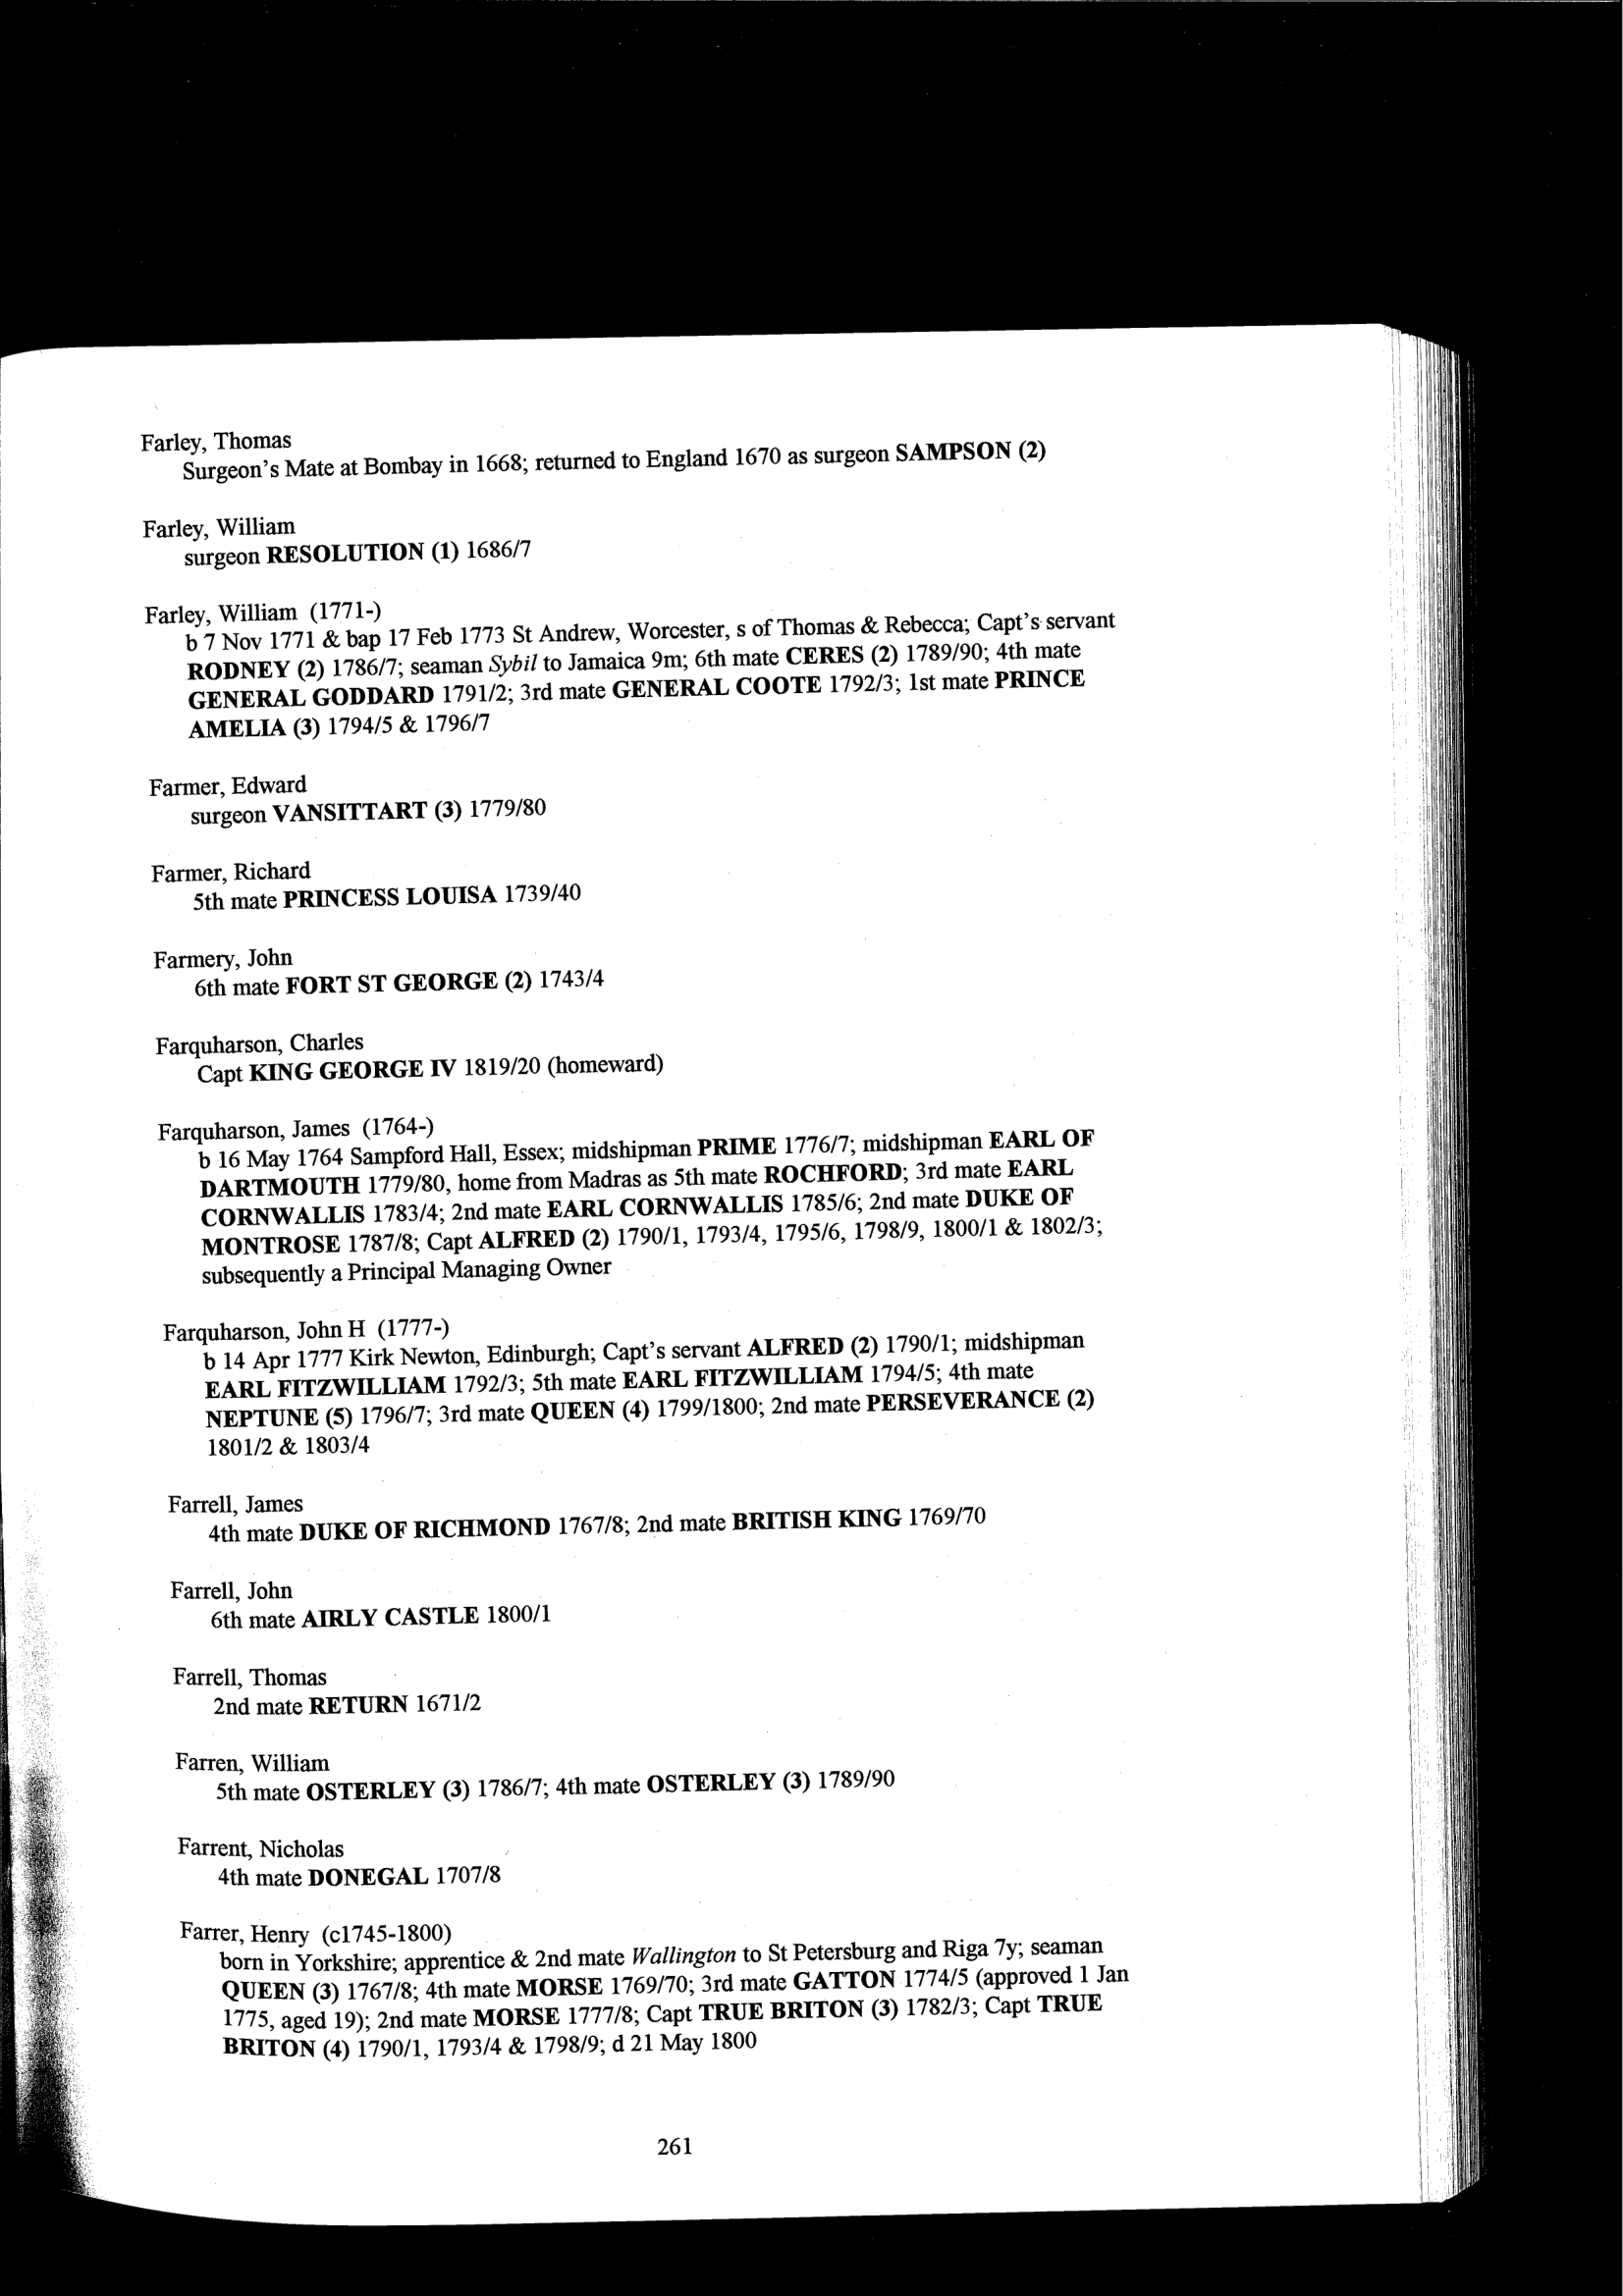 Farley, Thomas
Surgeon's Mate at Bombay in 1668; returned to England 1670 as surgeon SAMPSON (2)
Farley, William
surgeon RESOLUTION (1) 1686/7
Farley, William (1771-)
b 7 Nov 1771 & bap 17 Feb 1773 St Andrew, Worcester, s of Thomas & Rebecca; Capt's servant
RODNEY (2) 1786/7; seaman Sybil to Jamaica 9m; 6th mate CERES (2) 1789/90; 4th mate
GENERAL GODDARD 1791/2; 3rd mate GENERAL COOTE 1792/3; 1st mate PRINCE
AMELIA (3) 1794/5 & 1796/7
Farmer, Edward
surgeon VANSITTART (3) 1779/80
Farmer, Richard
5th mate PRINCESS LOUISA 1739/40
Farmery, John
6th mate FORT ST GEORGE (2) 1743/4
Farquharson, Charles
Capt KING GEORGE IV 1819/20 (homeward)
Farquharson, James (1764-)
b 16 May 1764 Sampford Hall, Essex; midshipman PRIME 1776/7; midshipman EARL OF
DARTMOUTH 1779/80, home from Madras as 5th mate ROCHFORD; 3rd mate EARL
CORNWALLIS 1783/4; 2nd mate EARL CORNWALLIS 1785/6; 2nd mate DUKE OF
MONTROSE 1787/8; Capt ALFRED (2) 1790/1, 1793/4, 1795/6, 1798/9, 1800/1 & 1802/3;
subsequently a Principal Managing Owner
Farquharson, John H (1777-)
b 14 Apr 1777 Kirk Newton, Edinburgh; Capt's servant ALFRED (2) 1790/1; midshipman
EARL FITZWILLIAM 1792/3; 5th mate EARL FITZWILLIAM 1794/5; 4th mate
NEPTUNE (5) 1796/7; 3rd mate QUEEN (4) 1799/1800; 2nd mate PERSEVERANCE (2)
1801/2 & 1803/4
Farrell, James
4th mate DUKE OF RICHMOND 1767/8; 2nd mate BRITISH KING 1769/70
Farrell, John
6th mate AIRLY CASTLE 1800/1
Farrell, Thomas
2nd mate RETURN 1671/2
Farren, William
5th mate OSTERLEY (3) 1786/7; 4th mate OSTERLEY (3) 1789/90
Farrent, Nicholas
4th mate DONEGAL 1707/8
Farrer, Henry (c1745-1800)
born in Yorkshire; apprentice & 2nd mate Wallington to St Petersburg and Riga 7y; seaman
QUEEN (3) 1767/8; 4th mate MORSE 1769/70; 3rd mate GATTON 1774/5 (approved 1 Jan
1775, aged 19); 2nd mate MORSE 1777/8; Capt TRUE BRITON (3) 1782/3; Capt TRUE
BRITON (4) 1790/1, 1793/4 & 1798/9; d 21 May 1800
261